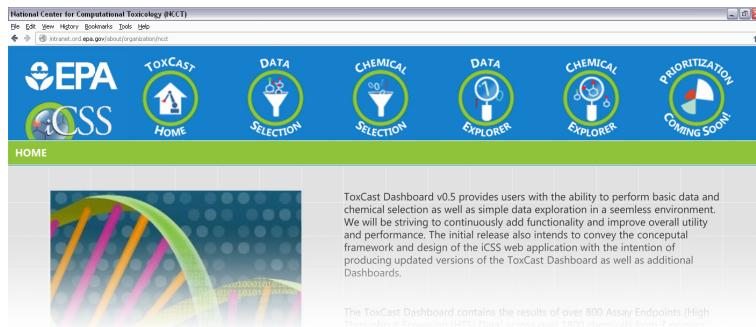 National Center for Computational Toxicology (NCCT)
File Edit View History Bookmarks Tools Help
intranet.ord.epa.gov/about/organization/ncct
EPA
iCSS
TOXCAST HOME
DATA SELECTION
CHEMICAL SELECTION
DATA EXPLORER
CHEMICAL EXPLORER
PRIORITIZATION COMING SOON!
HOME
ToxCast Dashboard v0.5 provides users with the ability to perform basic data and
chemical selection as well as simple data exploration in a seemless environment.
We will be striving to continuously add functionality and improve overall utility
and performance. The initial release also intends to convey the conceputal
framework and design of the iCSS web application with the intention of
producing updated versions of the ToxCast Dashboard as well as additional
Dashboards.
The ToxCast Dashboard contains the results of over 800 Assay Endpoints (High